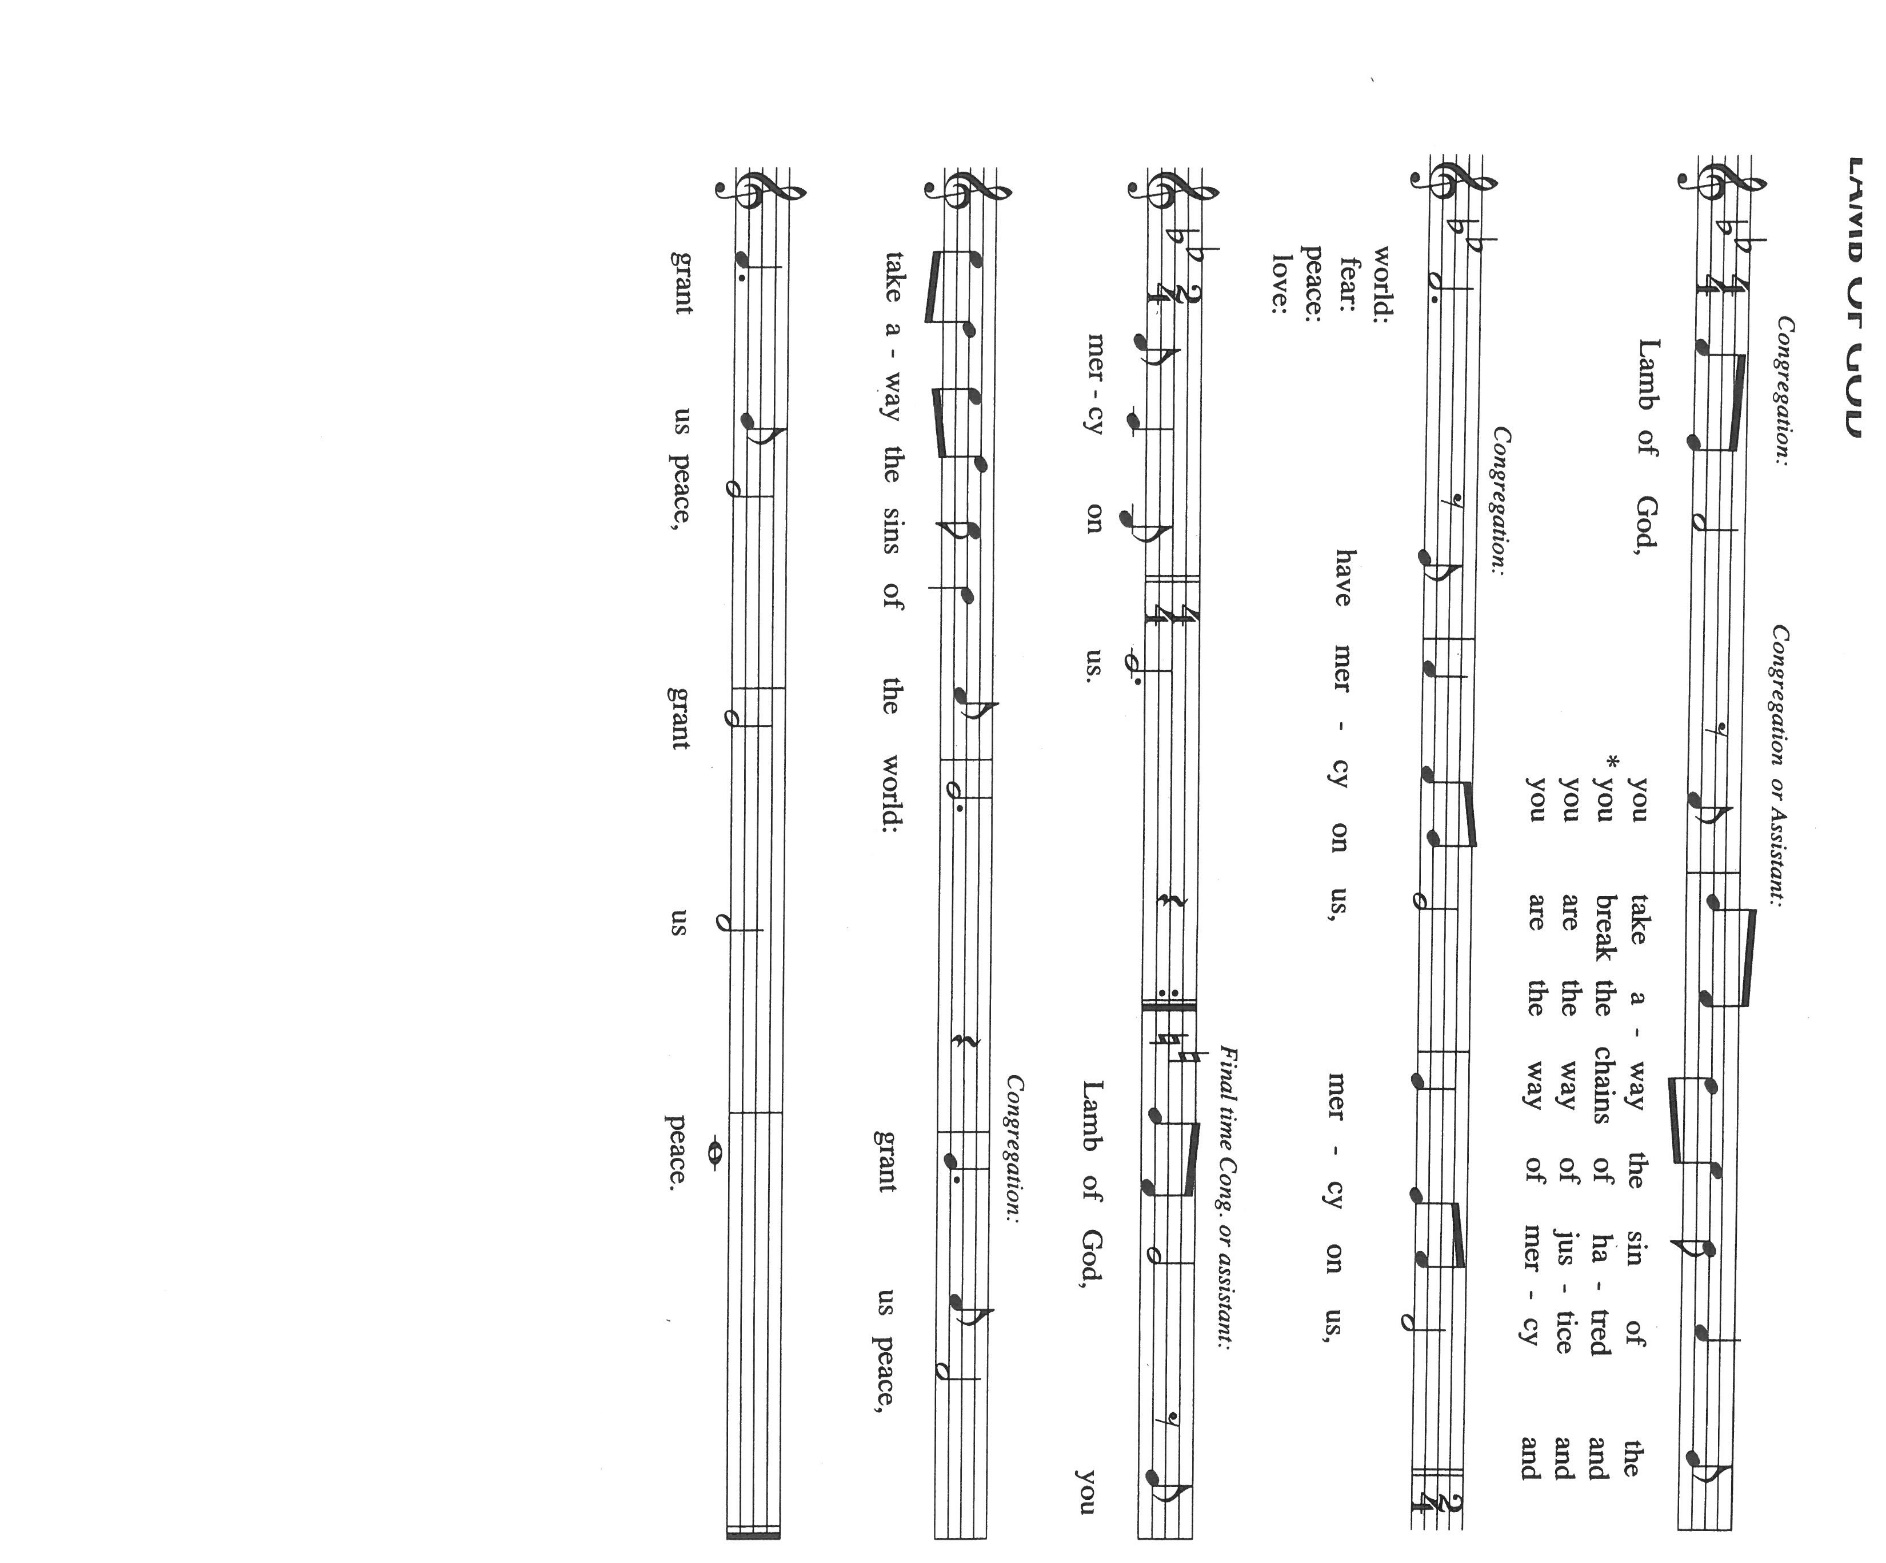 LAMB OF GOD
Congregation: Congregation or Assistant:
Lamb of God, you take a - way the sin of the
* you break the chains of ha - tred and
you are the way of jus - tice and
you are the way of mer - cy and
Congregation:
world: have mer - cy on us, mer - cy on us,
fear:
peace:
love:
Final time Cong. or assistant:
mer - cy on us. Lamb of God, you
Congregation:
take a - way the sins of the world: grant us peace,
grant us peace, grant us peace.